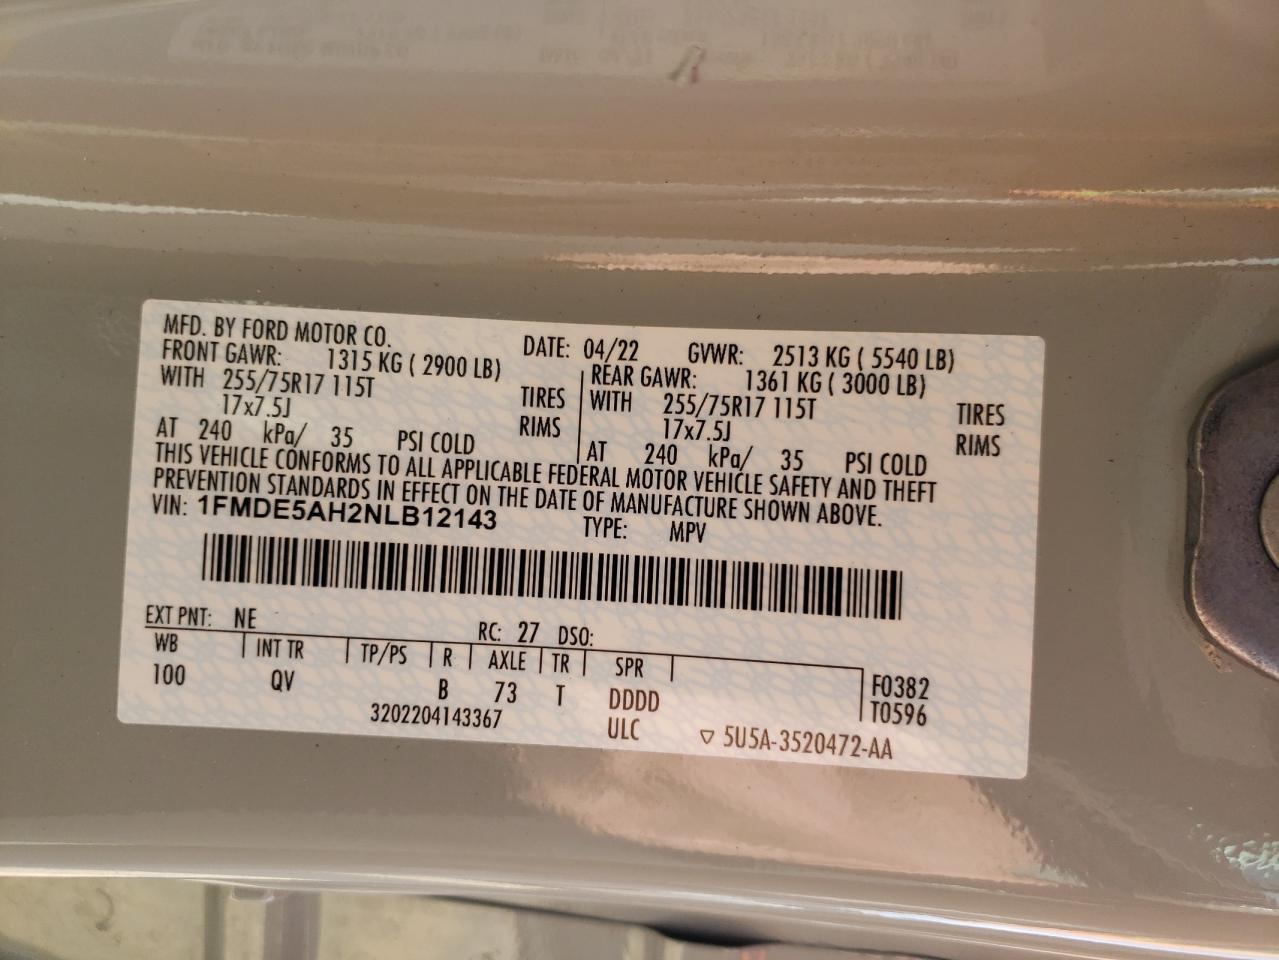 MFD. BY FORD MOTOR CO.
DATE: 04/22 GVWR: 2513 KG ( 5540 LB)
FRONT GAWR: 1315 KG ( 2900 LB)
WITH 255/75R17 115T TIRES
17x7.5J RIMS
AT 240 kPa/ 35 PSI COLD
REAR GAWR: 1361 KG ( 3000 LB)
WITH 255/75R17 115T TIRES
17x7.5J RIMS
AT 240 kPa/ 35 PSI COLD
THIS VEHICLE CONFORMS TO ALL APPLICABLE FEDERAL MOTOR VEHICLE SAFETY AND THEFT
PREVENTION STANDARDS IN EFFECT ON THE DATE OF MANUFACTURE SHOWN ABOVE.
VIN: 1FMDE5AH2NLB12143 TYPE: MPV
EXT PNT: NE RC: 27 DSO:
WB INT TR TP/PS R AXLE TR SPR
100 QV B 73 T DDDD F0382
3202204143367 ULC ▽ 5U5A-3520472-AA T0596